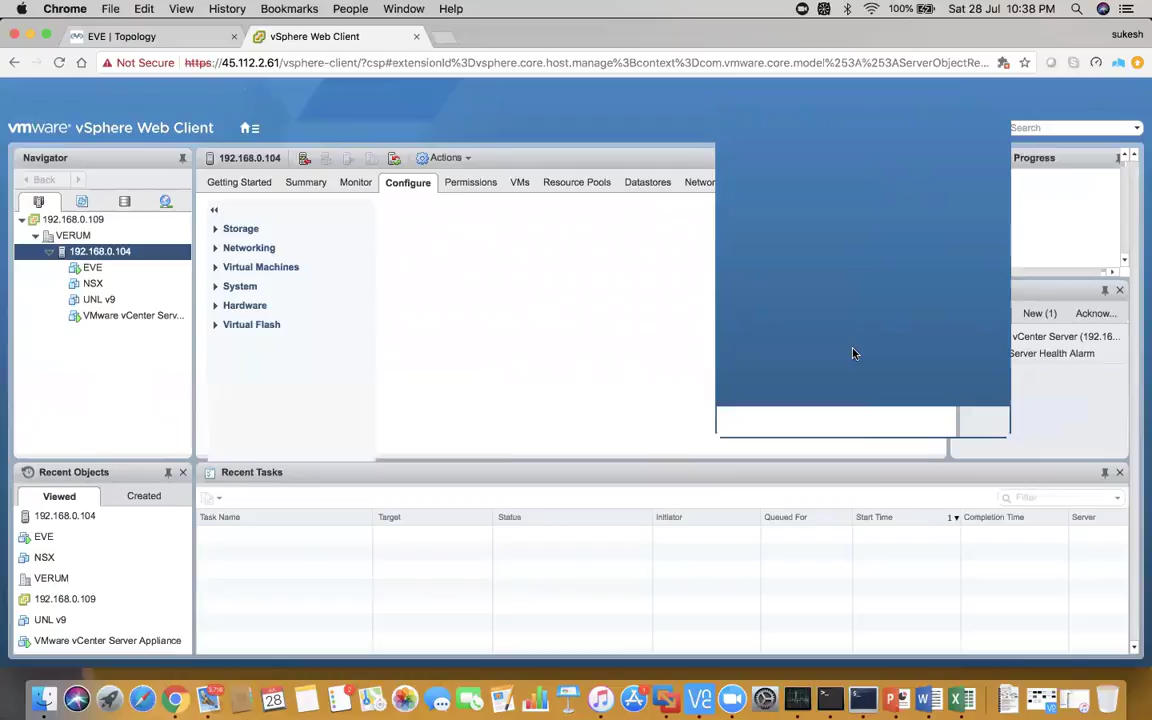 Chrome File Edit View History Bookmarks People Window Help 100% Sat 28 Jul 10:38 PM
EVE | Topology × vSphere Web Client × sukesh
Not Secure https://45.112.2.61/vsphere-client/?csp#extensionId%3Dvsphere.core.host.manage%3Bcontext%3Dcom.vmware.core.model%253A%253AServerObjectRe...
vmware® vSphere Web Client Search
Navigator
192.168.0.104 Actions
Progress
Back
Getting Started Summary Monitor Configure Permissions VMs Resource Pools Datastores Networ
192.168.0.109
VERUM
192.168.0.104
EVE
NSX
UNL v9
VMware vCenter Serv...
Storage
Networking
Virtual Machines
System
Hardware
Virtual Flash
New (1) Acknow...
vCenter Server (192.16...
Server Health Alarm
Recent Objects
Viewed Created
192.168.0.104
EVE
NSX
VERUM
192.168.0.109
UNL v9
VMware vCenter Server Appliance
Recent Tasks
Filter
Task Name Target Status Initiator Queued For Start Time 1 Completion Time Server